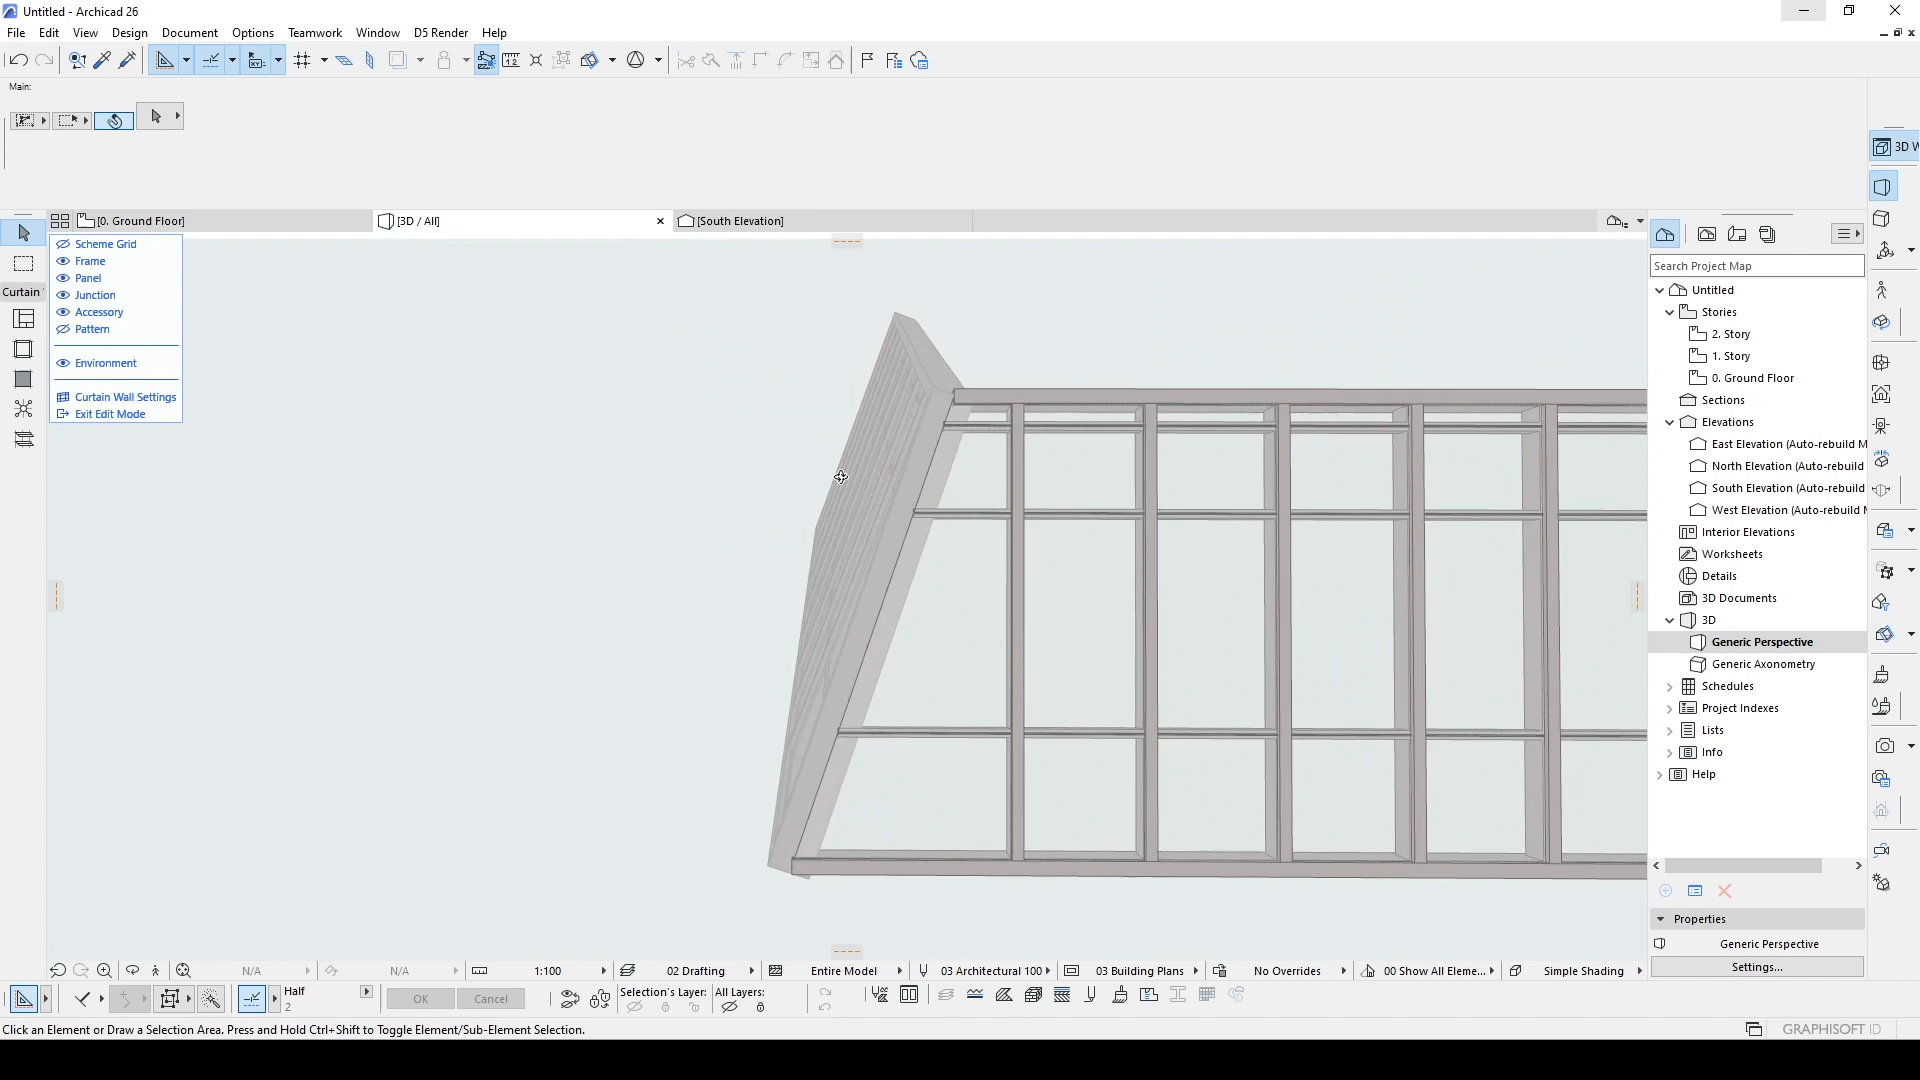 Untitled - Archicad 26
File Edit View Design Document Options Teamwork Window D5 Render Help
Main:
[0. Ground Floor]
[3D / All]
[South Elevation]
3D
Curtain
Scheme Grid
Frame
Panel
Junction
Accessory
Pattern
Environment
Curtain Wall Settings
Exit Edit Mode
Search Project Map
Untitled
Stories
2. Story
1. Story
0. Ground Floor
Sections
Elevations
East Elevation (Auto-rebuild M
North Elevation (Auto-rebuild
South Elevation (Auto-rebuild
West Elevation (Auto-rebuild
Interior Elevations
Worksheets
Details
3D Documents
3D
Generic Perspective
Generic Axonometry
Schedules
Project Indexes
Lists
Info
Help
Properties
Generic Perspective
Settings...
N/A N/A 1:100 02 Drafting Entire Model 03 Architectural 100 03 Building Plans No Overrides 00 Show All Eleme... Simple Shading
Half
2
OK Cancel
Selection's Layer: All Layers:
Click an Element or Draw a Selection Area. Press and Hold Ctrl+Shift to Toggle Element/Sub-Element Selection.
GRAPHISOFT ID